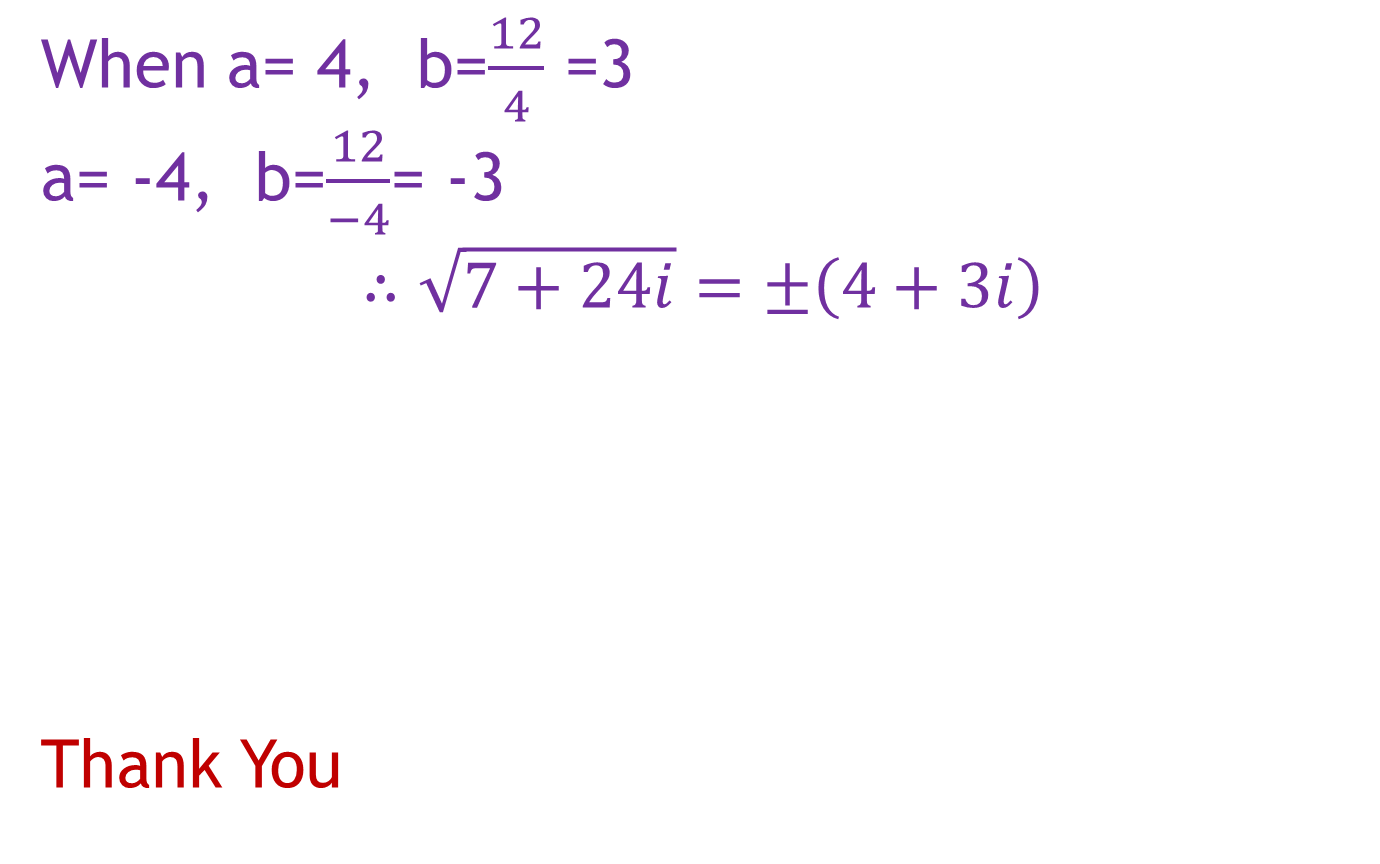 When a= 4, b=12/4 =3
a= -4, b=12/−4= -3
∴ √(7 + 24i) = ±(4 + 3i)
Thank You